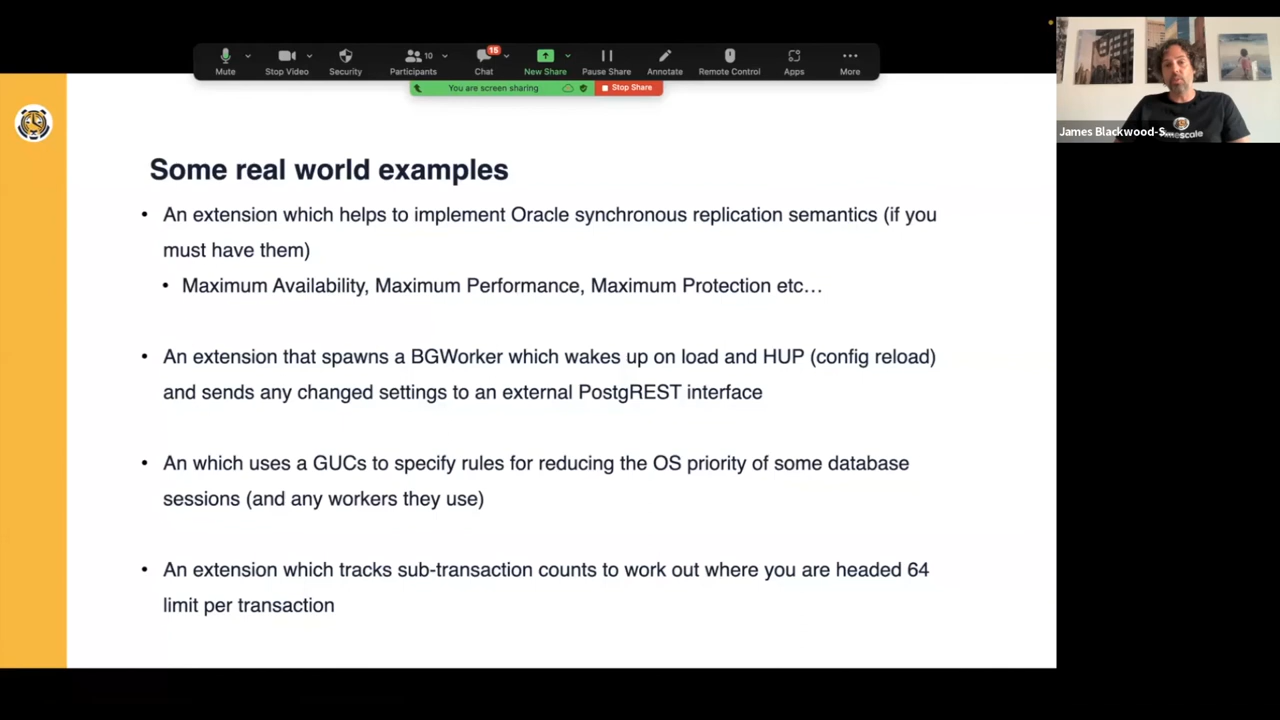 Mute
Stop Video
Security
Participants
10
Chat
15
New Share
Pause Share
Annotate
Remote Control
Apps
More
You are screen sharing
Stop Share
James Blackwood-S...
Some real world examples
• An extension which helps to implement Oracle synchronous replication semantics (if you
must have them)
• Maximum Availability, Maximum Performance, Maximum Protection etc…
• An extension that spawns a BGWorker which wakes up on load and HUP (config reload)
and sends any changed settings to an external PostgREST interface
• An which uses a GUCs to specify rules for reducing the OS priority of some database
sessions (and any workers they use)
• An extension which tracks sub-transaction counts to work out where you are headed 64
limit per transaction